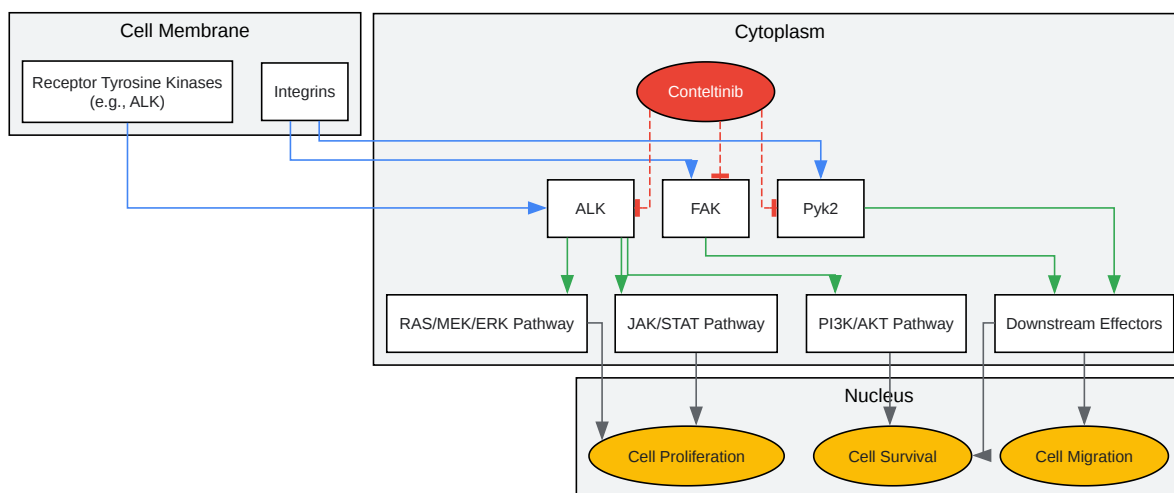 Cell Membrane
Cytoplasm
Receptor Tyrosine Kinases
(e.g., ALK)
Integrins
Conteltinib
ALK
FAK
Pyk2
RAS/MEK/ERK Pathway
JAK/STAT Pathway
PI3K/AKT Pathway
Downstream Effectors
Nucleus
Cell Proliferation
Cell Survival
Cell Migration